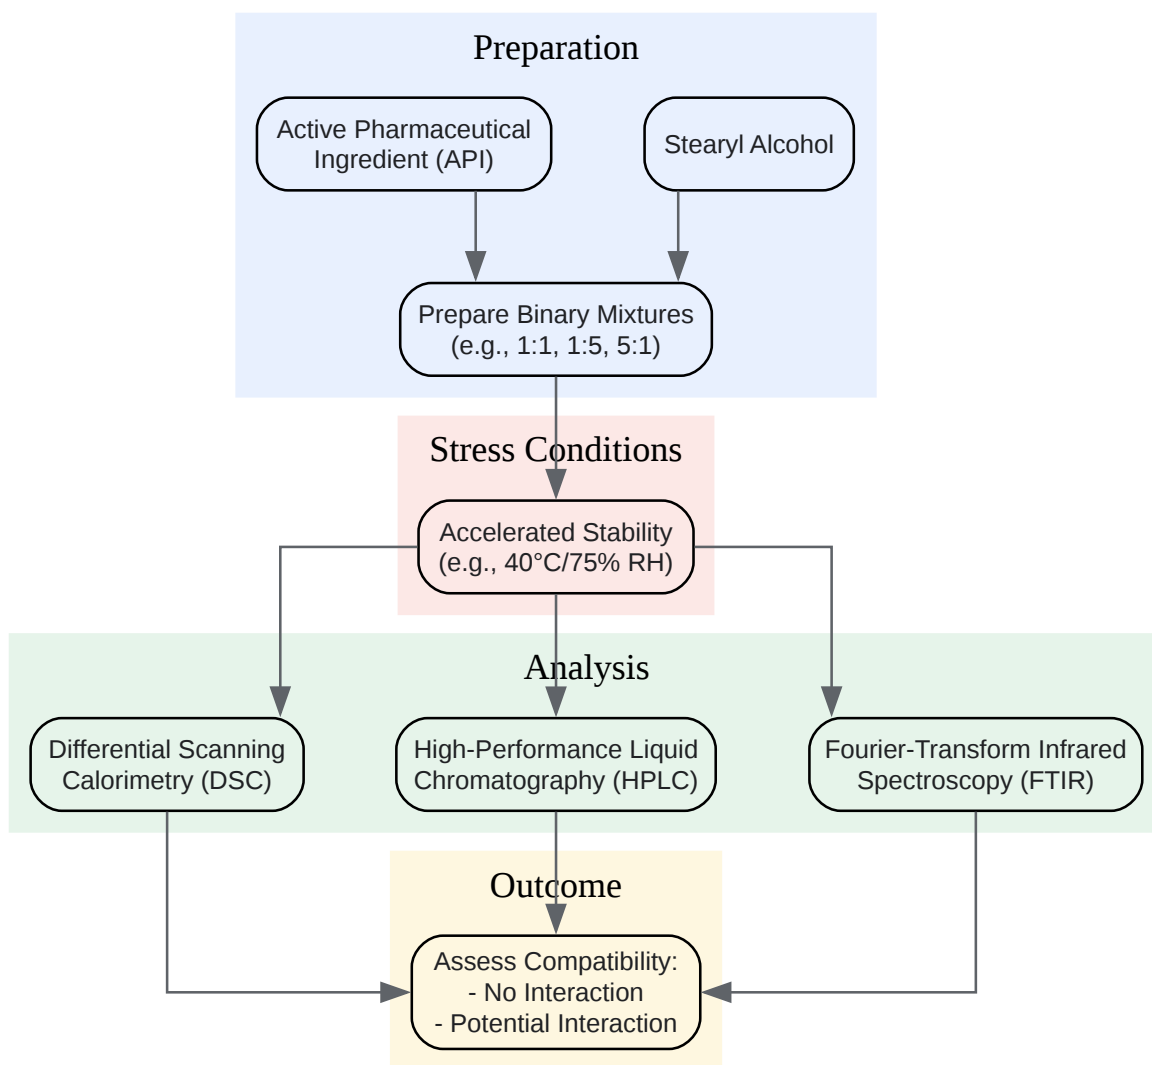 Preparation
Active Pharmaceutical
Ingredient (API)
Stearyl Alcohol
Prepare Binary Mixtures
(e.g., 1:1, 1:5, 5:1)
Stress Conditions
Accelerated Stability
(e.g., 40°C/75% RH)
Analysis
Differential Scanning
Calorimetry (DSC)
High-Performance Liquid
Chromatography (HPLC)
Fourier-Transform Infrared
Spectroscopy (FTIR)
Outcome
Assess Compatibility:
- No Interaction
- Potential Interaction